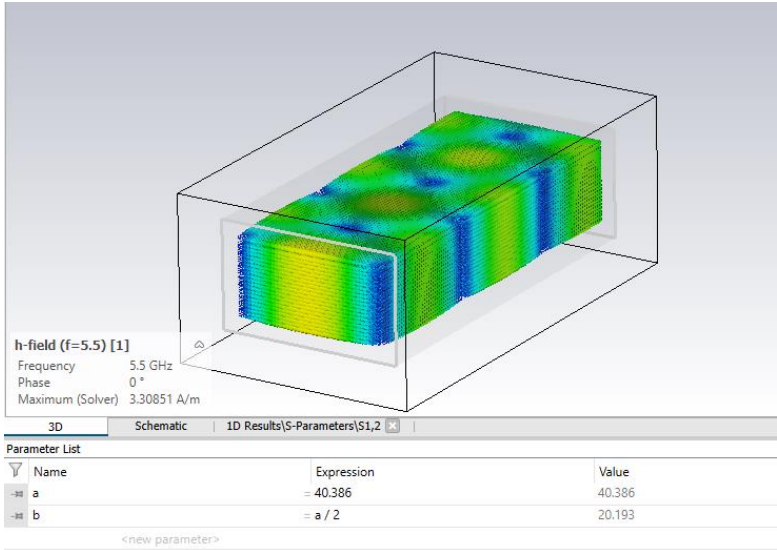 h-field (f=5.5) [1]
Frequency 5.5 GHz
Phase 0 °
Maximum (Solver) 3.30851 A/m
3D Schematic 1D Results\S-Parameters\S1,2
Parameter List
Name Expression Value
a = 40.386 40.386
b = a / 2 20.193
<new parameter>